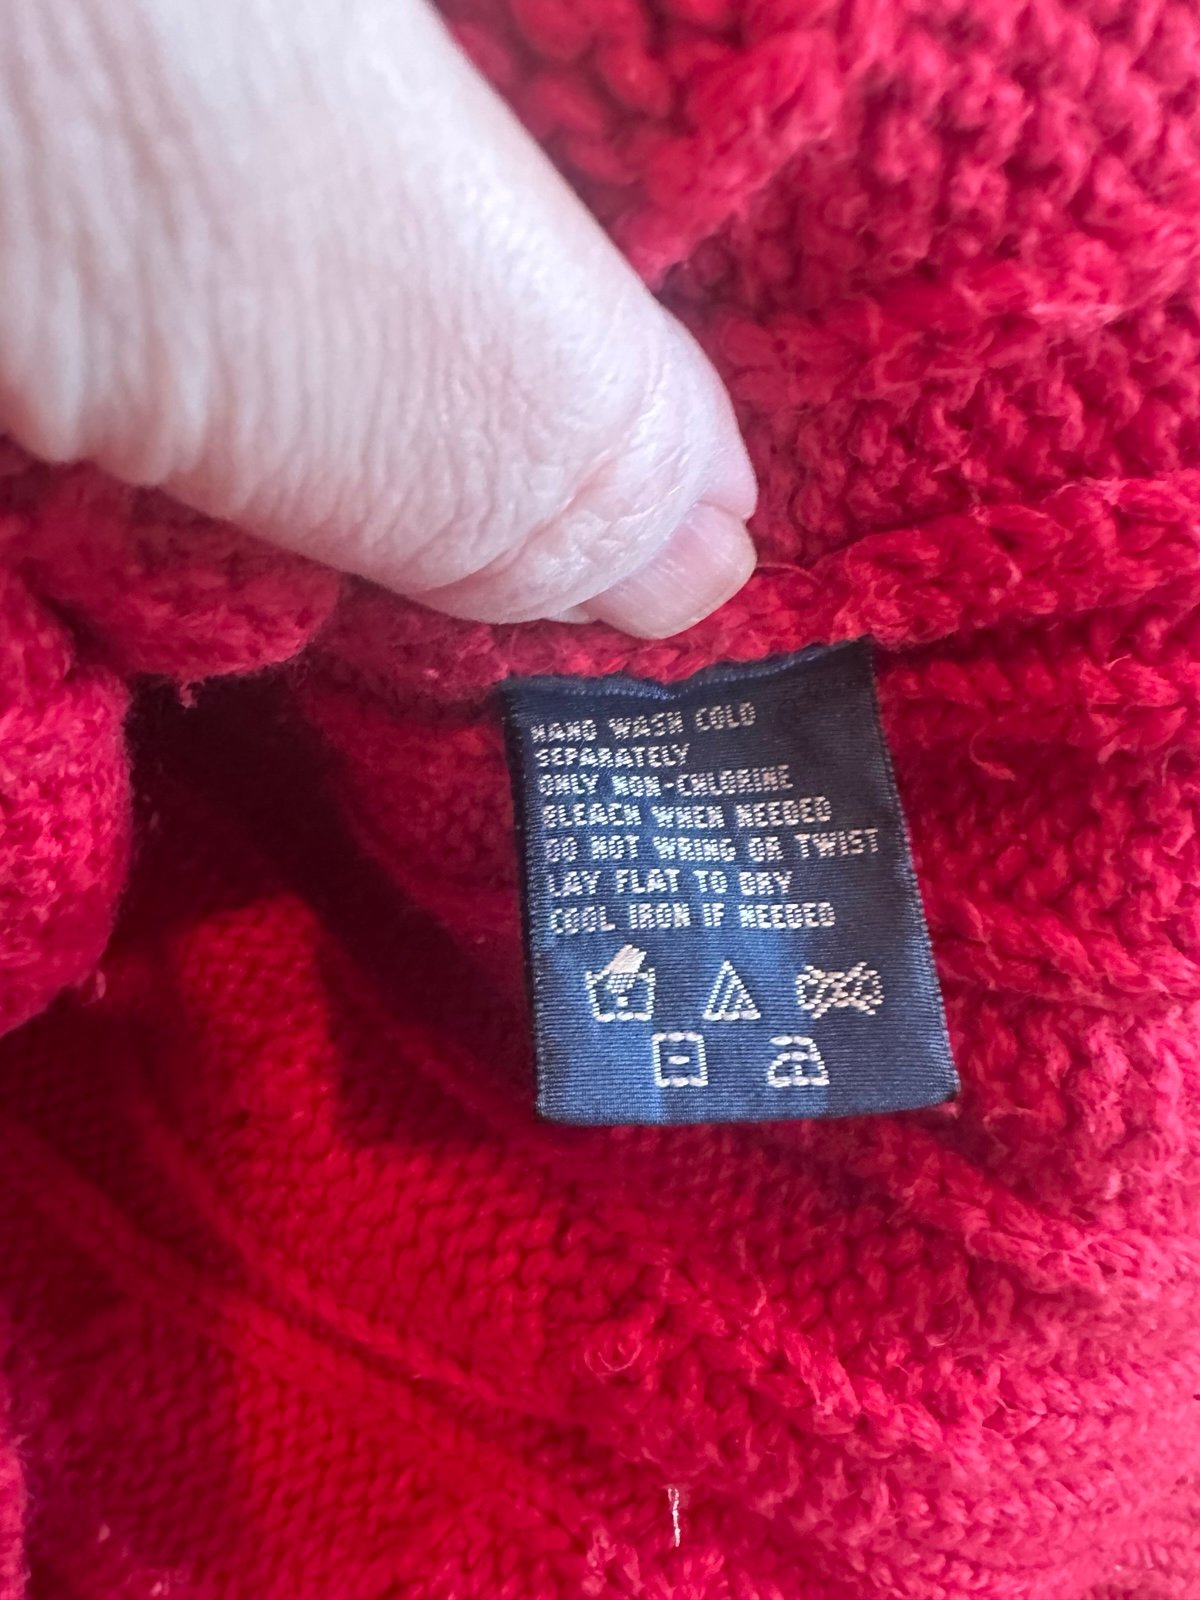 HAND WASH COLD
SEPARATELY
ONLY NON-CHLORINE
BLEACH WHEN NEEDED
DO NOT WRING OR TWIST
LAY FLAT TO DRY
COOL IRON IF NEEDED